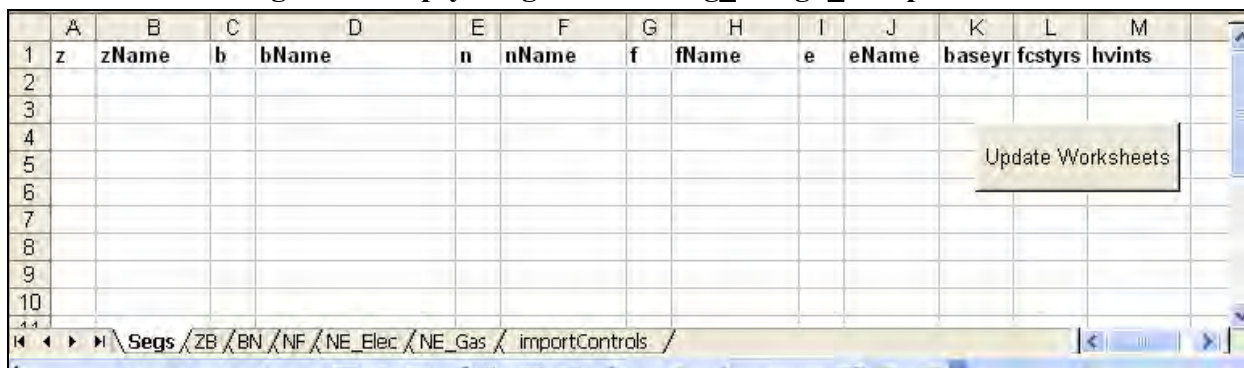 A B C D E F G H I J K L M
1 z zName b bName n nName f fName e eName baseyr fcstyrs hvints
2
3
4
5
Update Worksheets
6
7
8
9
10
Segs ZB BN NF NE_Elec NE_Gas importControls